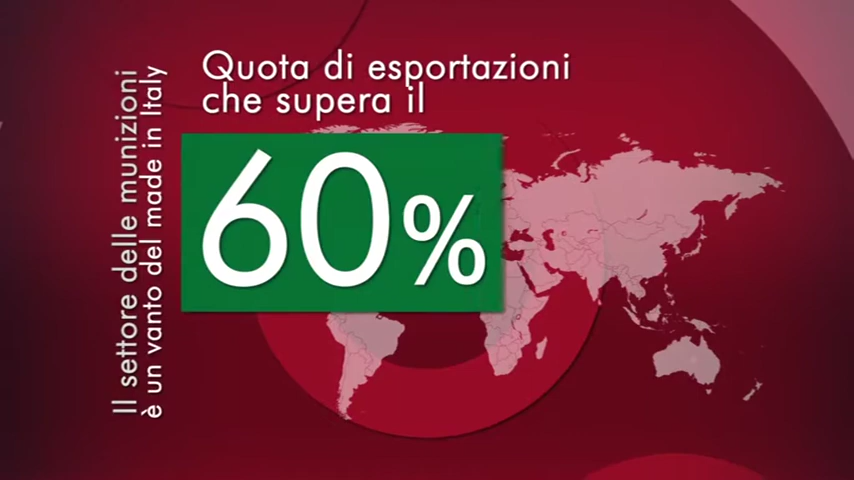 Il settore delle munizioni
è un vanto del made in Italy
Quota di esportazioni
che supera il
60%